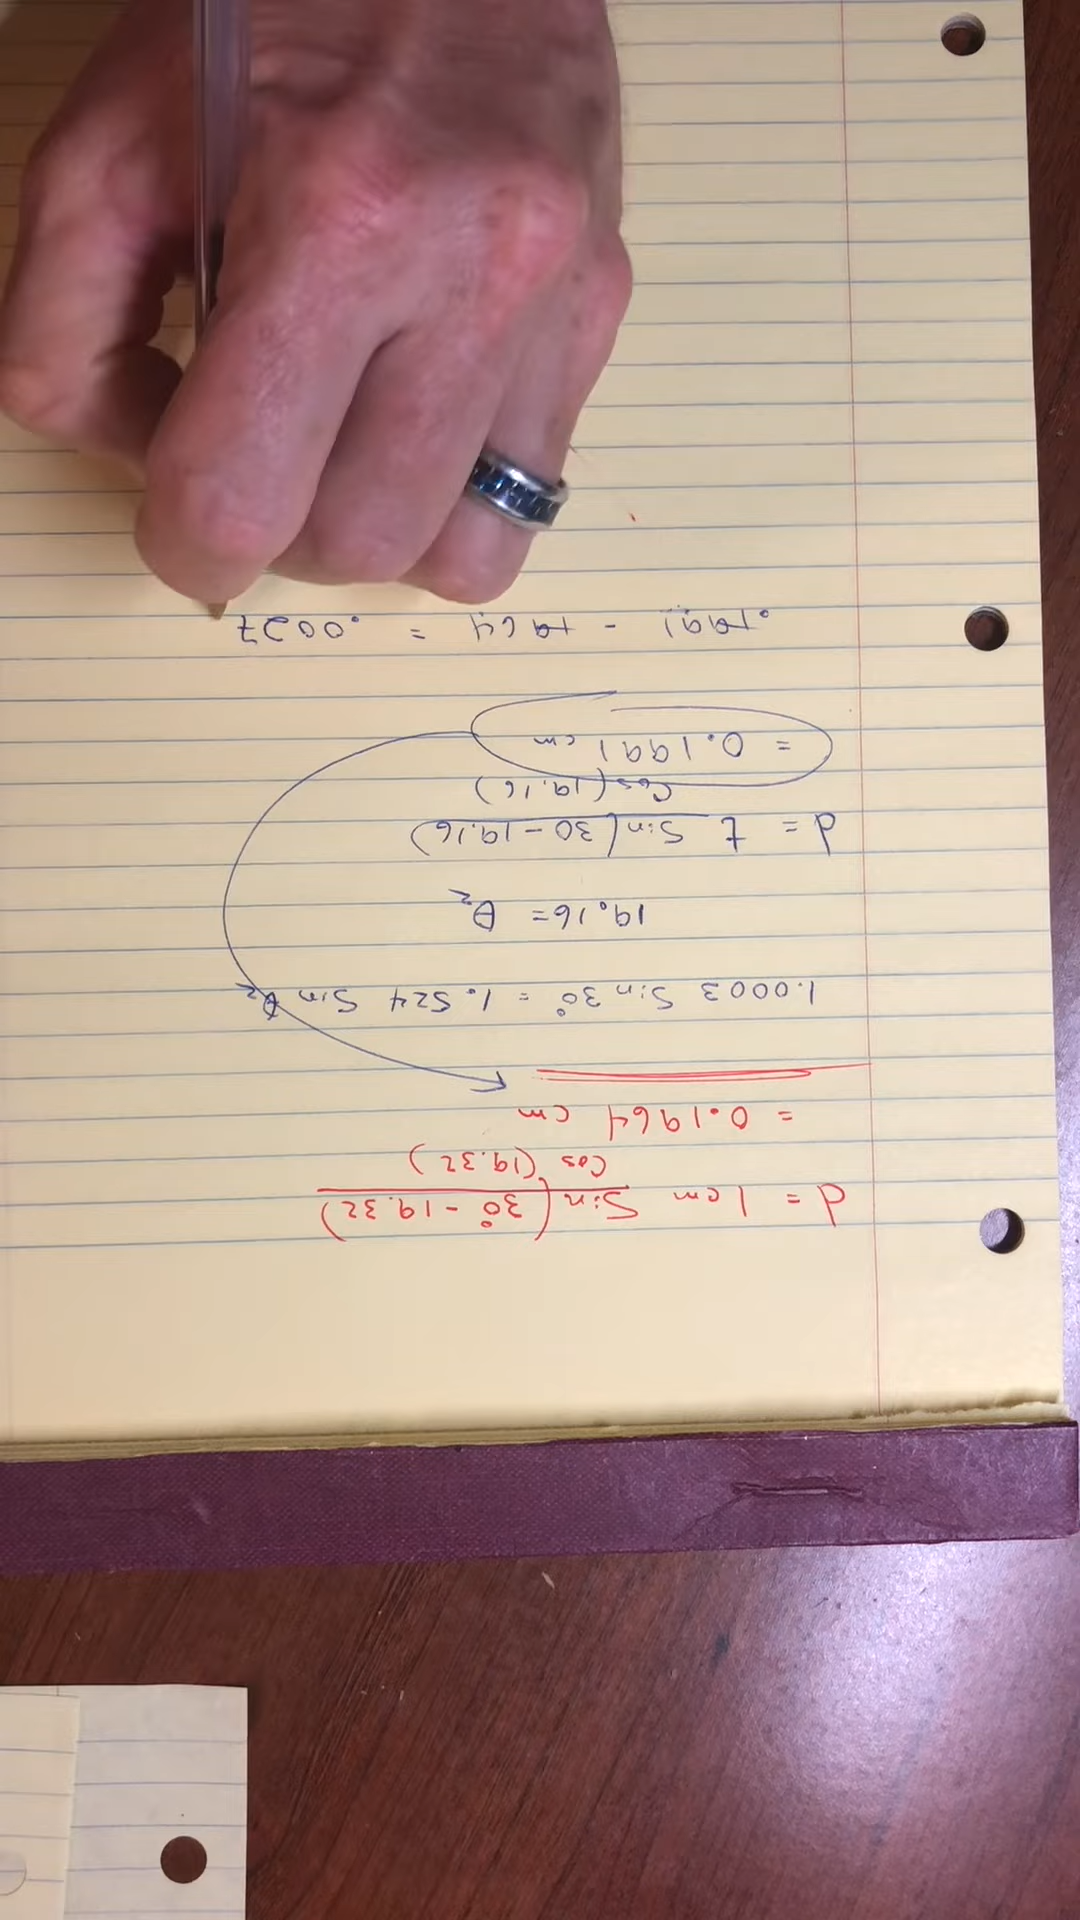 d = 1cm Sin(30° - 19.32)
Cos (19.32)
= 0.1964 cm
1.0003 Sin 30° = 1.524 Sin θ2
19.16 = θ2
d = t Sin(30 - 19.16)
Cos(19.16)
= 0.1991 cm
.1991 - 1964 = .0027